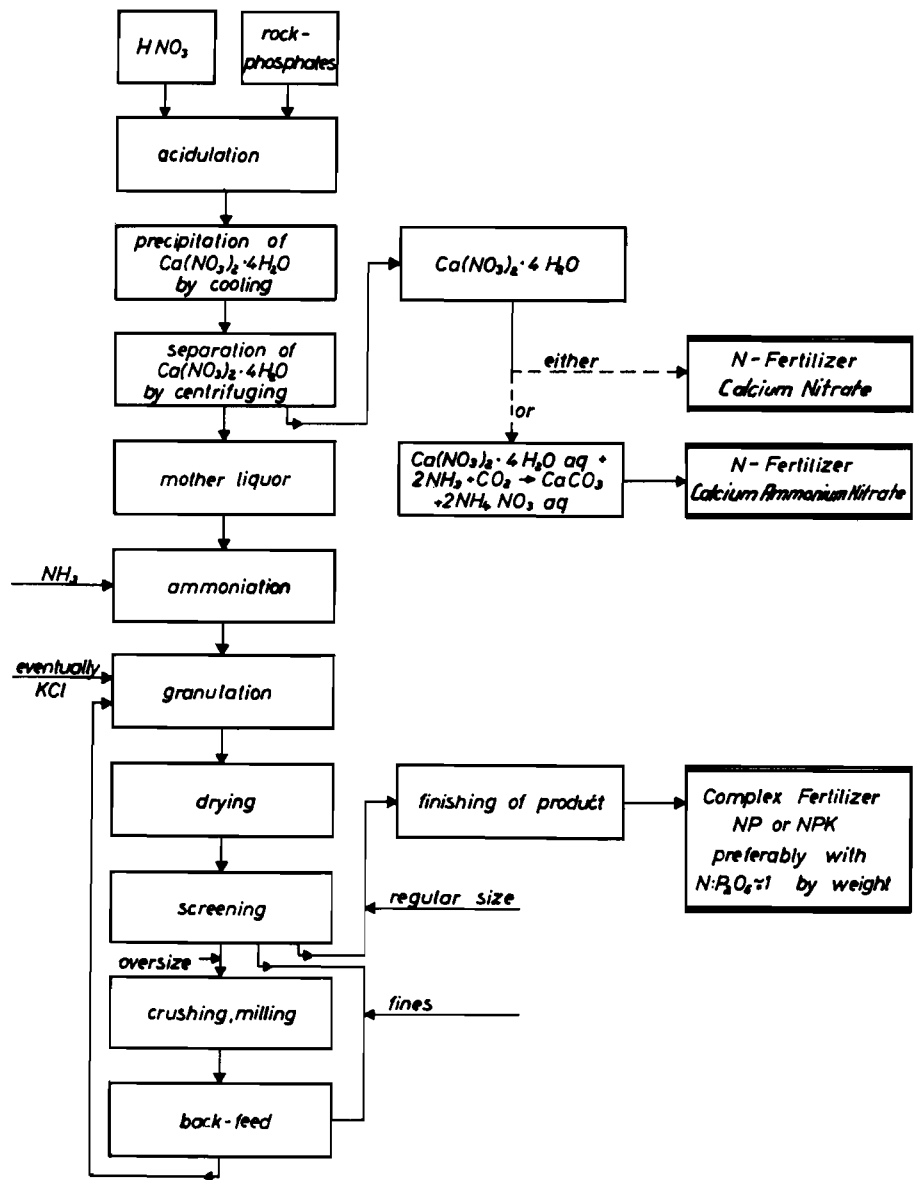 HNO₃
rock-
phosphates
acidulation
precipitation of
Ca(NO₃)₂·4H₂O
by cooling
Ca(NO₃)₂·4H₂O
separation of
Ca(NO₃)₂·4H₂O
by centrifuging
either
or
N-Fertilizer
Calcium Nitrate
mother liquor
Ca(NO₃)₂·4H₂O aq +
2NH₃+CO₂→CaCO₃
+2NH₄NO₃ aq
N-Fertilizer
Calcium Ammonium Nitrate
NH₃
ammoniation
eventually
KCl
granulation
drying
finishing of product
Complex Fertilizer
NP or NPK
preferably with
N:P₂O₅≈1 by weight
screening
regular size
oversize
crushing, milling
fines
back-feed